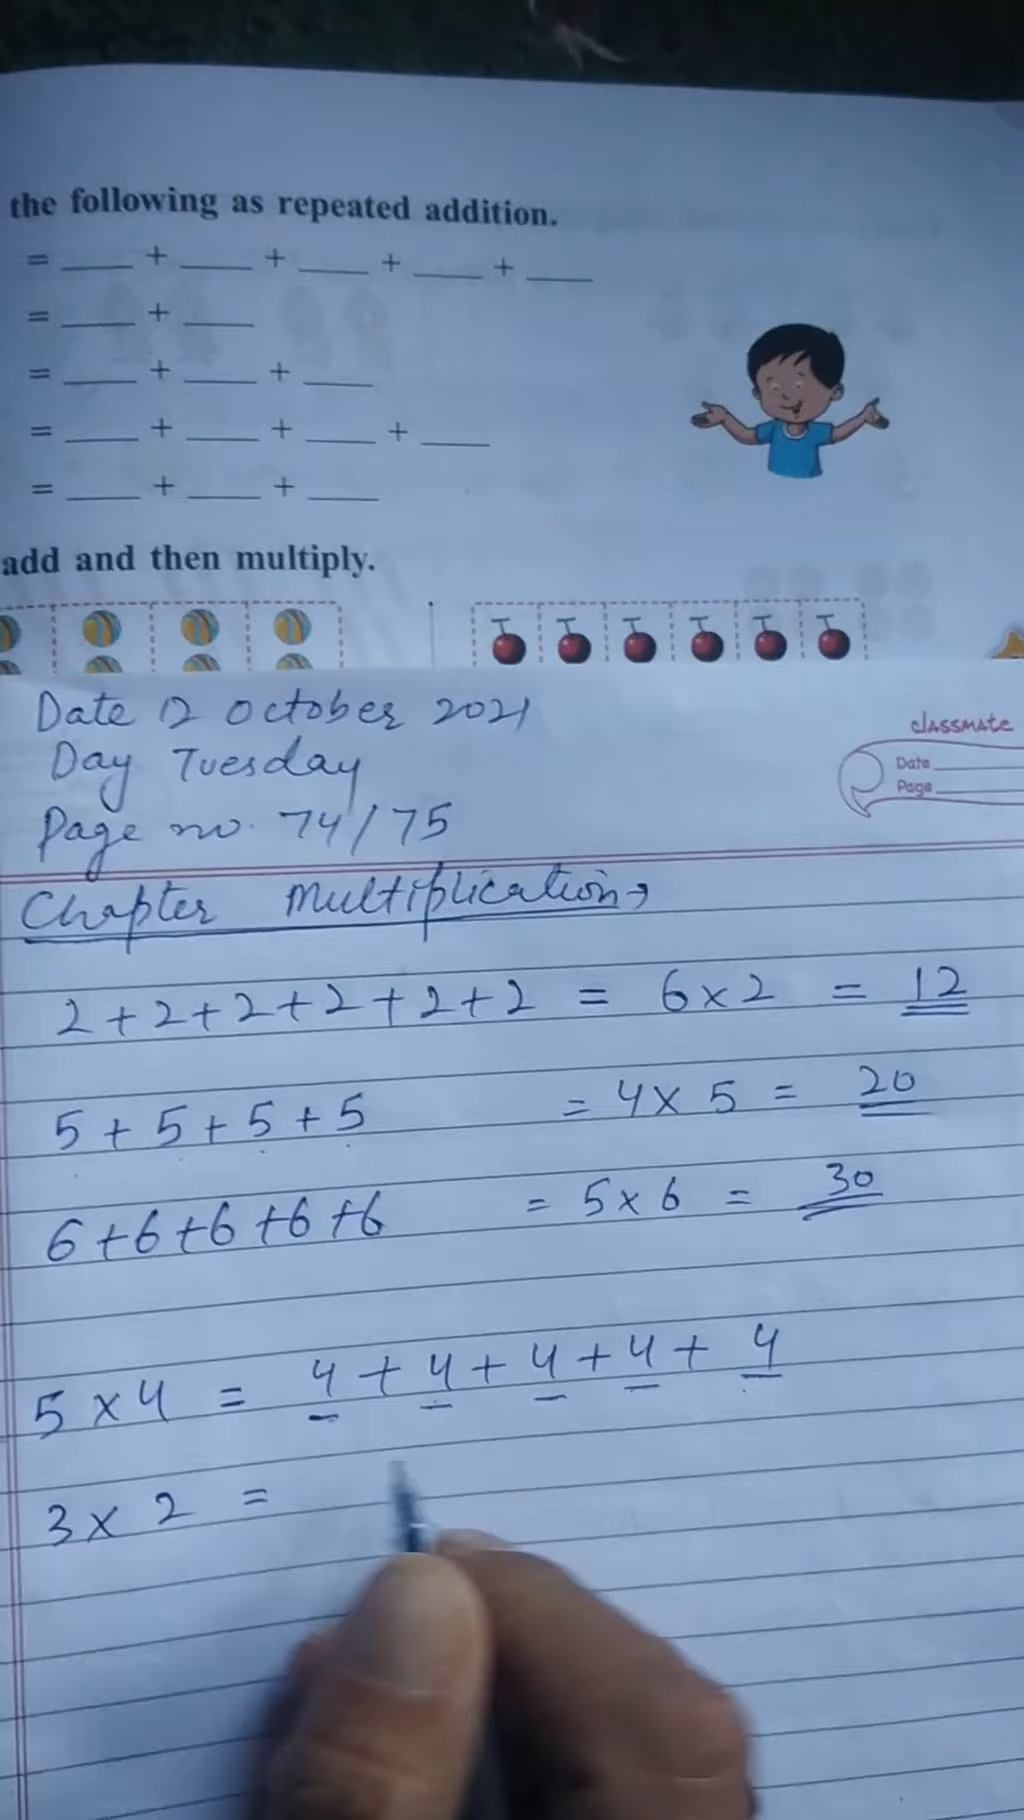 the following as repeated addition.
= ___ + ___ + ___ + ___ + ___
= ___ + ___
= ___ + ___ + ___
= ___ + ___ + ___ + ___
= ___ + ___ + ___
add and then multiply.
Date 12 October 2021
Day Tuesday
Page no. 74/75
classmate
Date
Page
Chapter Multiplication
2+2+2+2+2+2 = 6×2 = 12
5+5+5+5 = 4×5 = 20
6+6+6+6+6 = 5×6 = 30
5×4 = 4+4+4+4+4
3×2 =